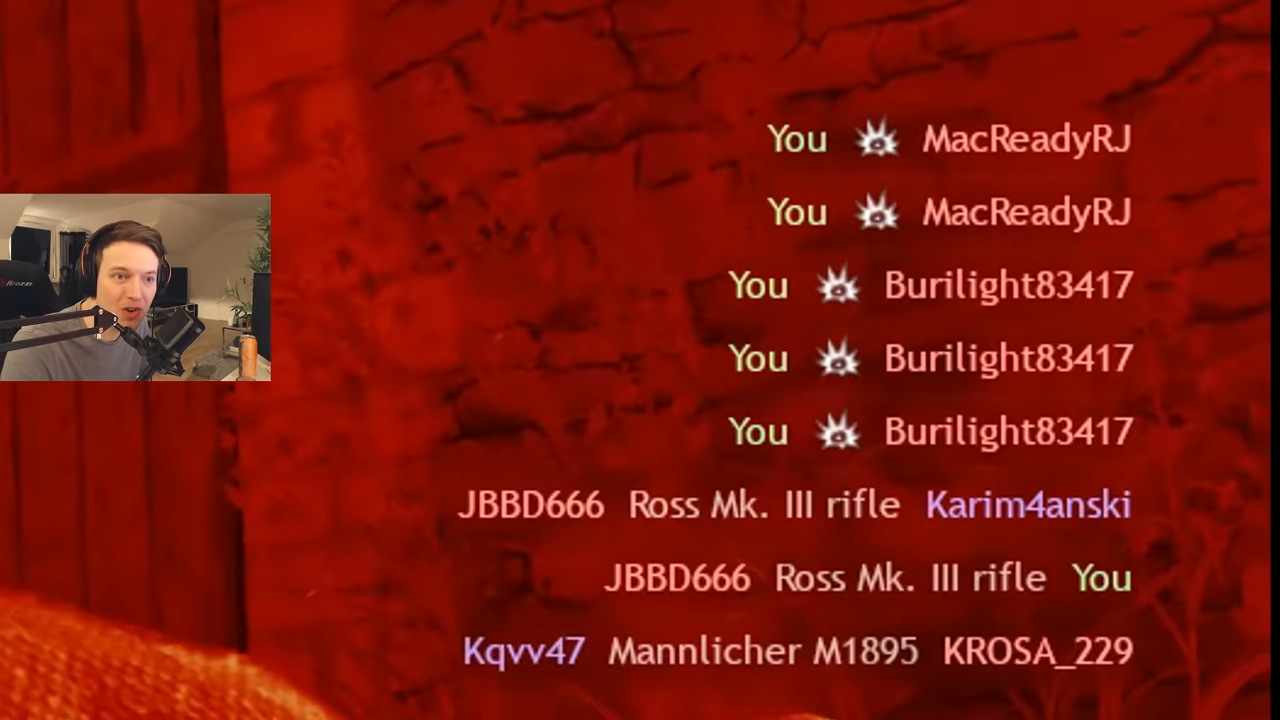 You MacReadyRJ
You MacReadyRJ
You Burilight83417
You Burilight83417
You Burilight83417
JBBD666 Ross Mk. III rifle Karim4anski
JBBD666 Ross Mk. III rifle You
Kqvv47 Mannlicher M1895 KROSA_229
Arozzi